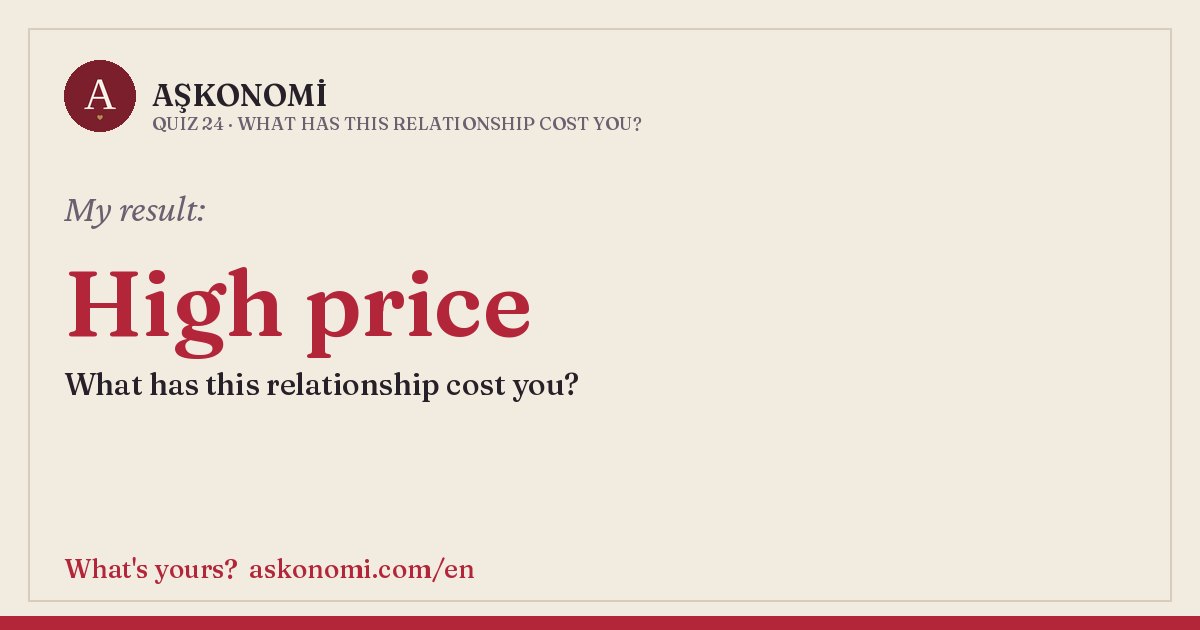 A
AŞKONOMİ
QUIZ 24 · WHAT HAS THIS RELATIONSHIP COST YOU?
My result:
High price
What has this relationship cost you?
What's yours? askonomi.com/en